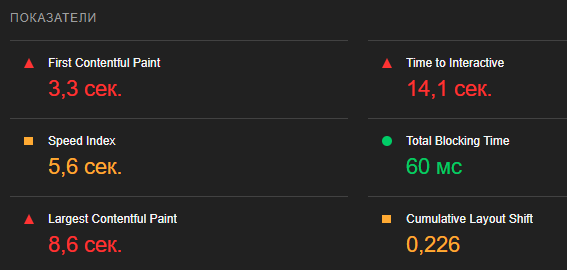 ПОКАЗАТЕЛИ
First Contentful Paint
3,3 сек.
Time to Interactive
14,1 сек.
Speed Index
5,6 сек.
Total Blocking Time
60 мс
Largest Contentful Paint
8,6 сек.
Cumulative Layout Shift
0,226